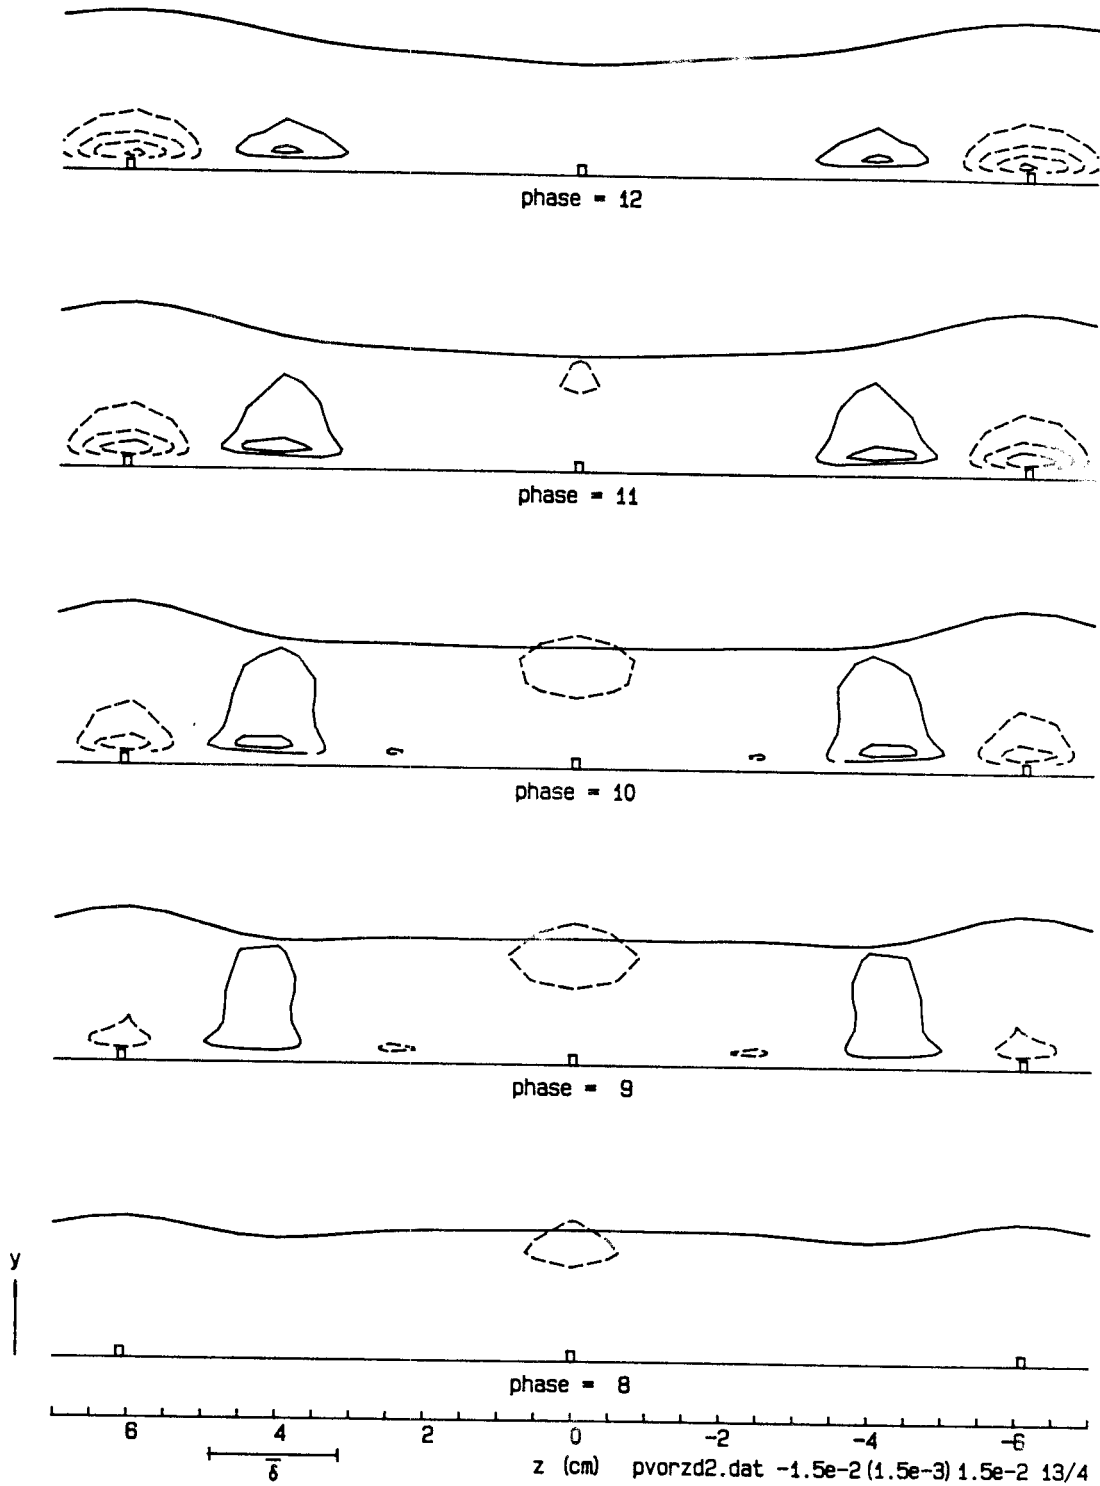 phase = 12
phase = 11
phase = 10
phase = 9
y
phase = 8
6 4 2 0 -2 -4 -6
δ̅ z (cm) pvorzd2.dat -1.5e-2 (1.5e-3) 1.5e-2 13/4